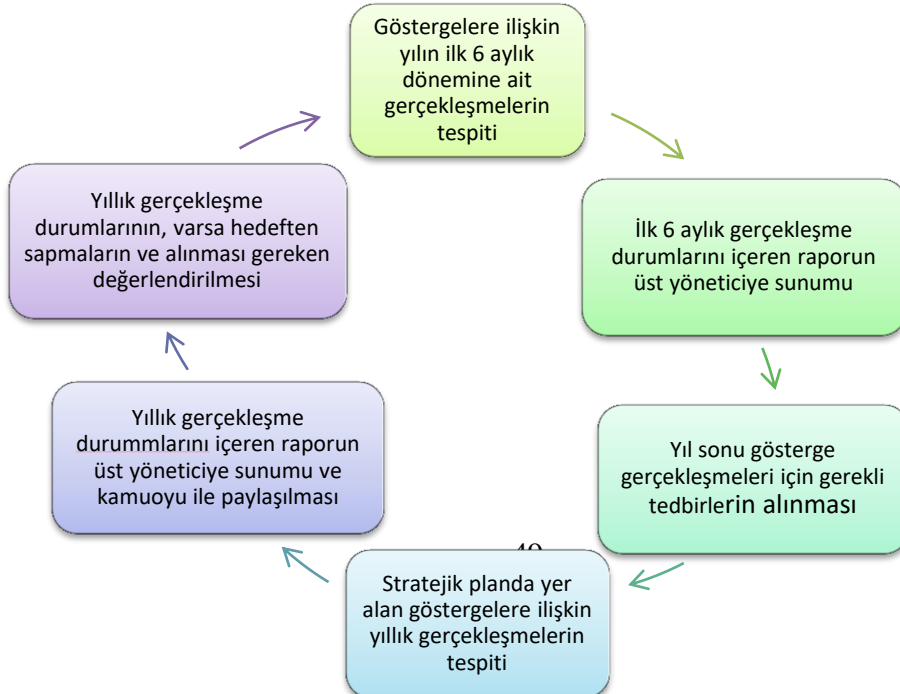 Göstergelere ilişkin
yılın ilk 6 aylık
dönemine ait
gerçekleşmelerin
tespiti
İlk 6 aylık gerçekleşme
durumlarını içeren raporun
üst yöneticiye sunumu
Yıl sonu gösterge
gerçekleşmeleri için gerekli
tedbirlerin alınması
Stratejik planda yer
alan göstergelere ilişkin
yıllık gerçekleşmelerin
tespiti
Yıllık gerçekleşme
durummlarını içeren raporun
üst yöneticiye sunumu ve
kamuoyu ile paylaşılması
Yıllık gerçekleşme
durumlarının, varsa hedeften
sapmaların ve alınması gereken
değerlendirilmesi